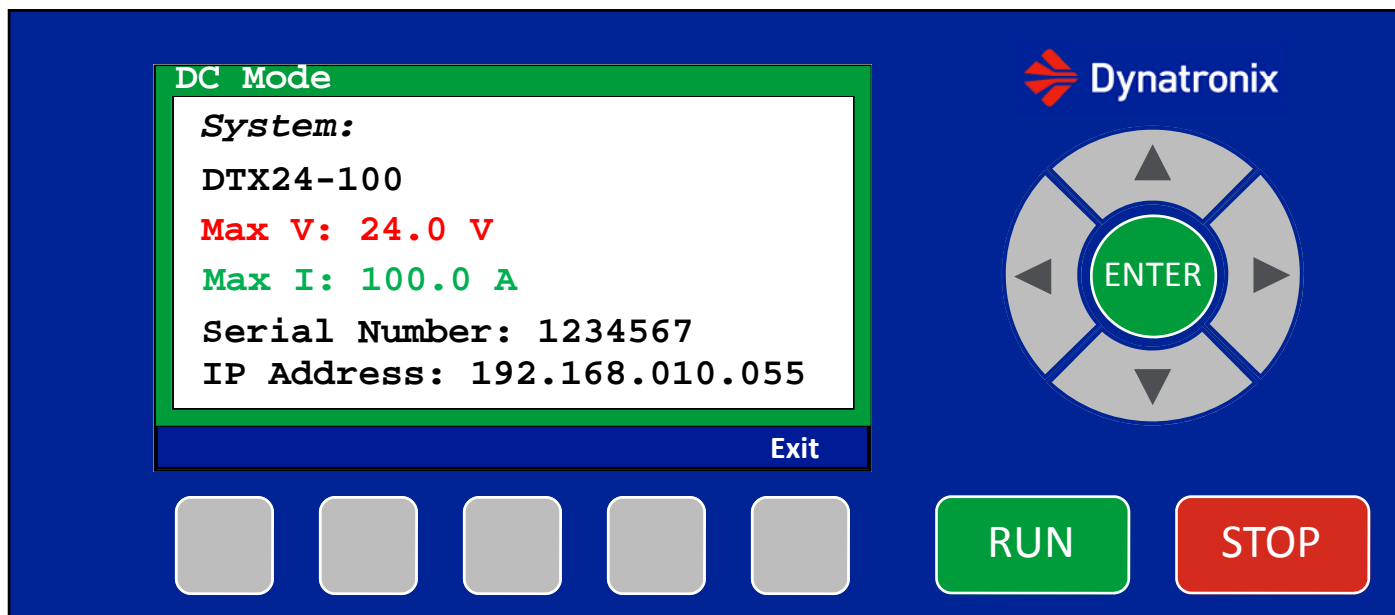 DC Mode
System:
DTX24-100
Max V: 24.0 V
Max I: 100.0 A
Serial Number: 1234567
IP Address: 192.168.010.055
Exit
Dynatronix
ENTER
RUN
STOP